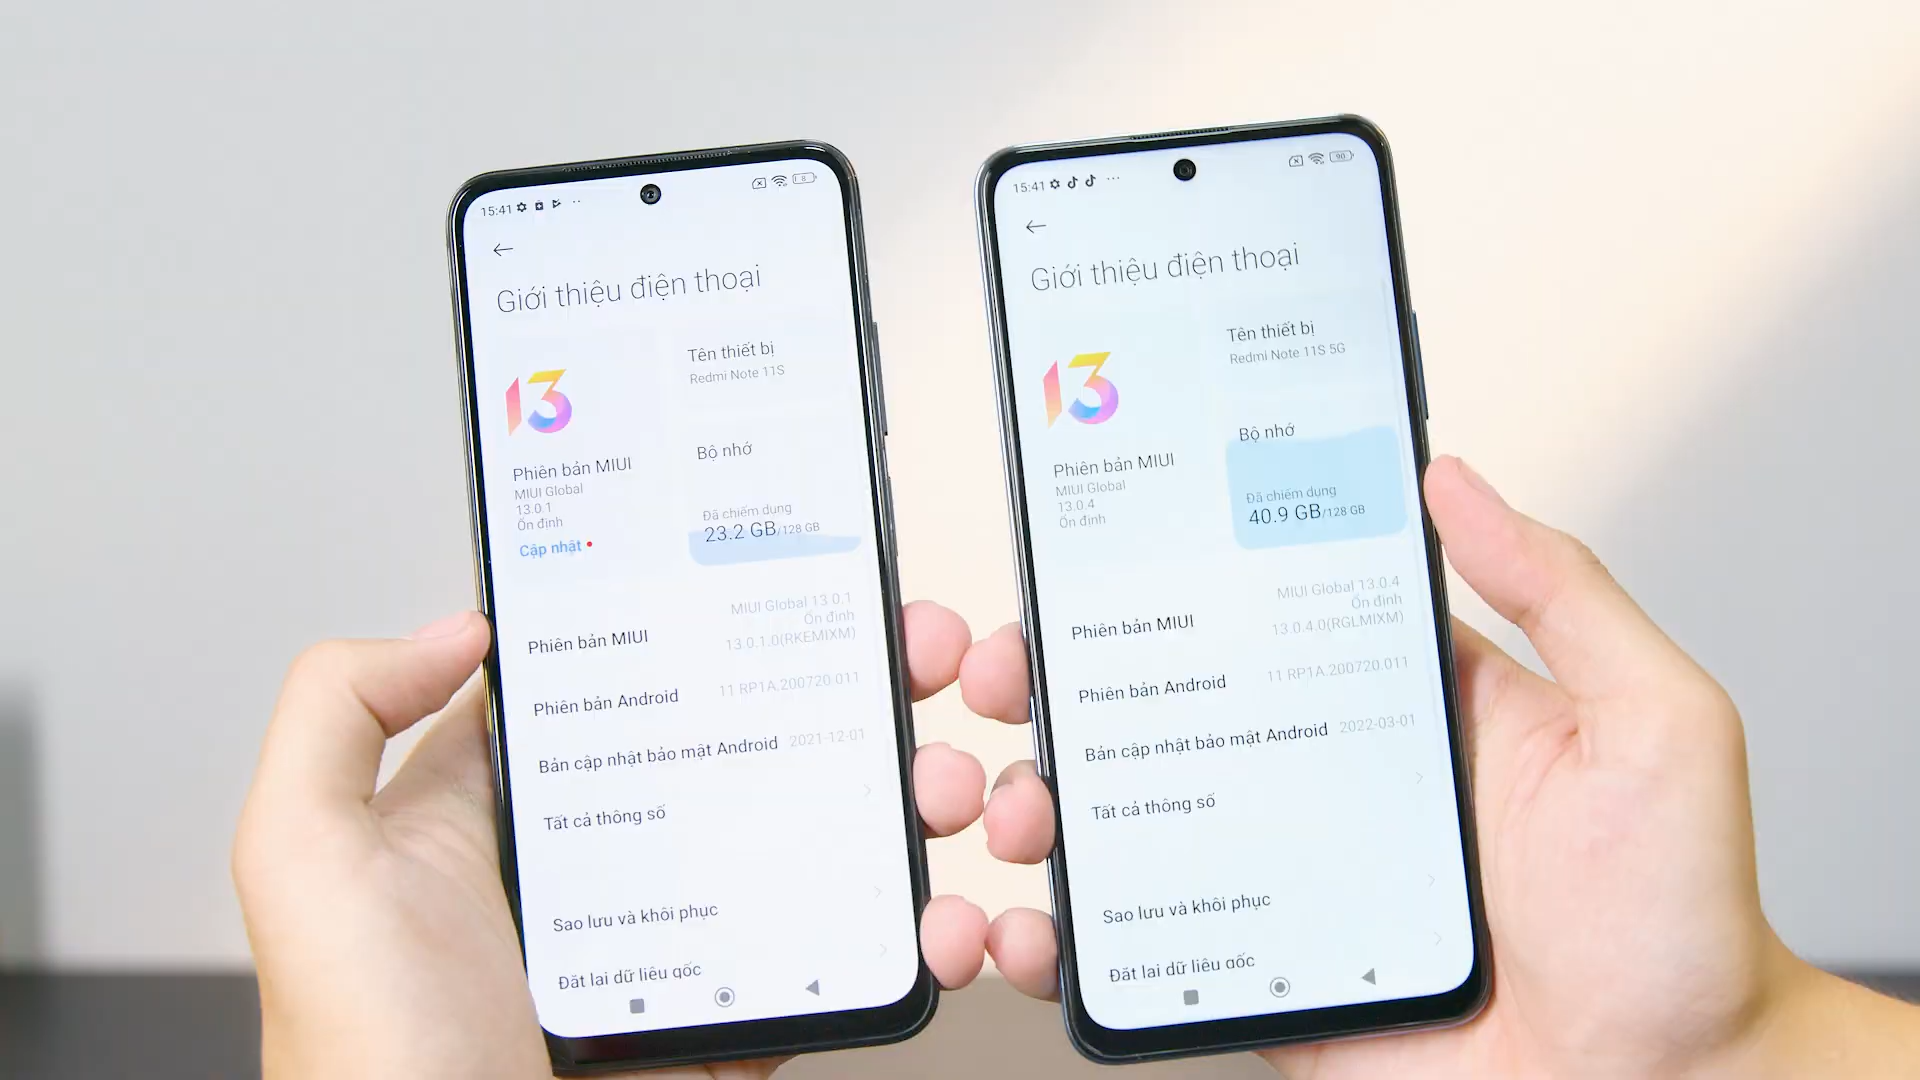 15:41
8
Giới thiệu điện thoại
13
Phiên bản MIUI
MIUI Global
13.0.1
Ổn định
Cập nhật
Tên thiết bị
Redmi Note 11S
Bộ nhớ
Đã chiếm dụng
23.2 GB/128 GB
Phiên bản MIUI
MIUI Global 13.0.1
Ổn định
13.0.1.0(RKEMIXM)
Phiên bản Android
11 RP1A.200720.011
Bản cập nhật bảo mật Android
2021-12-01
Tất cả thông số
Sao lưu và khôi phục
Đặt lại dữ liệu gốc
15:41
90
Giới thiệu điện thoại
13
Phiên bản MIUI
MIUI Global
13.0.4
Ổn định
Tên thiết bị
Redmi Note 11S 5G
Bộ nhớ
Đã chiếm dụng
40.9 GB/128 GB
Phiên bản MIUI
MIUI Global 13.0.4
Ổn định
13.0.4.0(RGLMIXM)
Phiên bản Android
11 RP1A.200720.011
Bản cập nhật bảo mật Android
2022-03-01
Tất cả thông số
Sao lưu và khôi phục
Đặt lại dữ liệu gốc